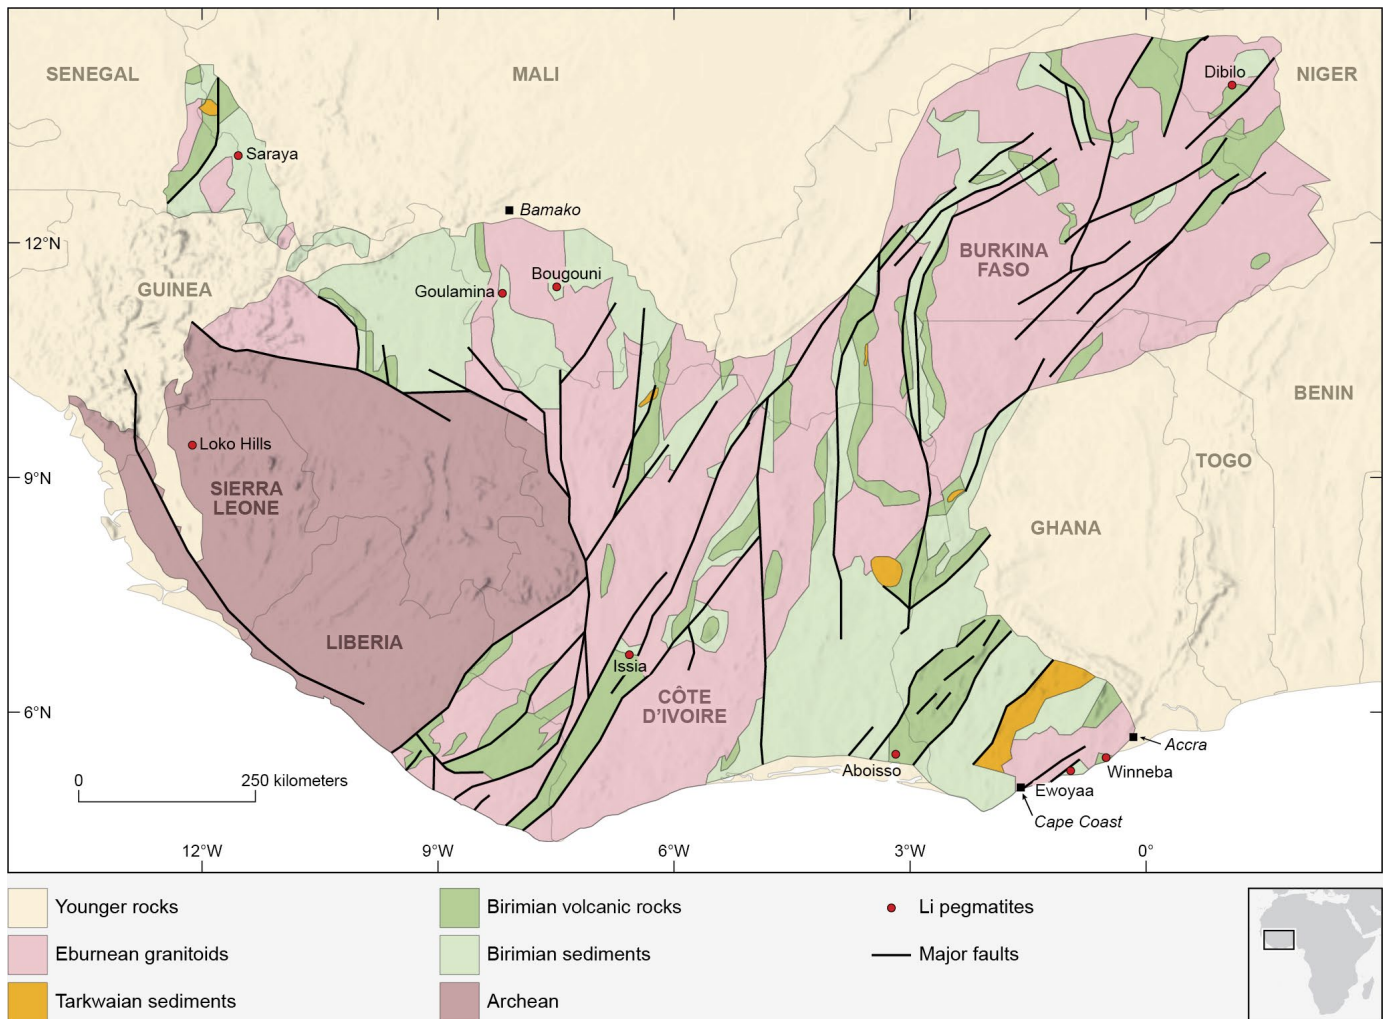 SENEGAL
MALI
NIGER
Dibilo
Saraya
Bamako
12°N
BURKINA
FASO
GUINEA
Bougouni
Goulamina
BENIN
Loko Hills
TOGO
9°N
SIERRA
LEONE
GHANA
LIBERIA
Issia
CÔTE
D'IVOIRE
6°N
Accra
Aboisso
Winneba
0
250 kilometers
Ewoyaa
Cape Coast
12°W
9°W
6°W
3°W
0°
Younger rocks
Birimian volcanic rocks
Li pegmatites
Eburnean granitoids
Birimian sediments
Major faults
Tarkwaian sediments
Archean